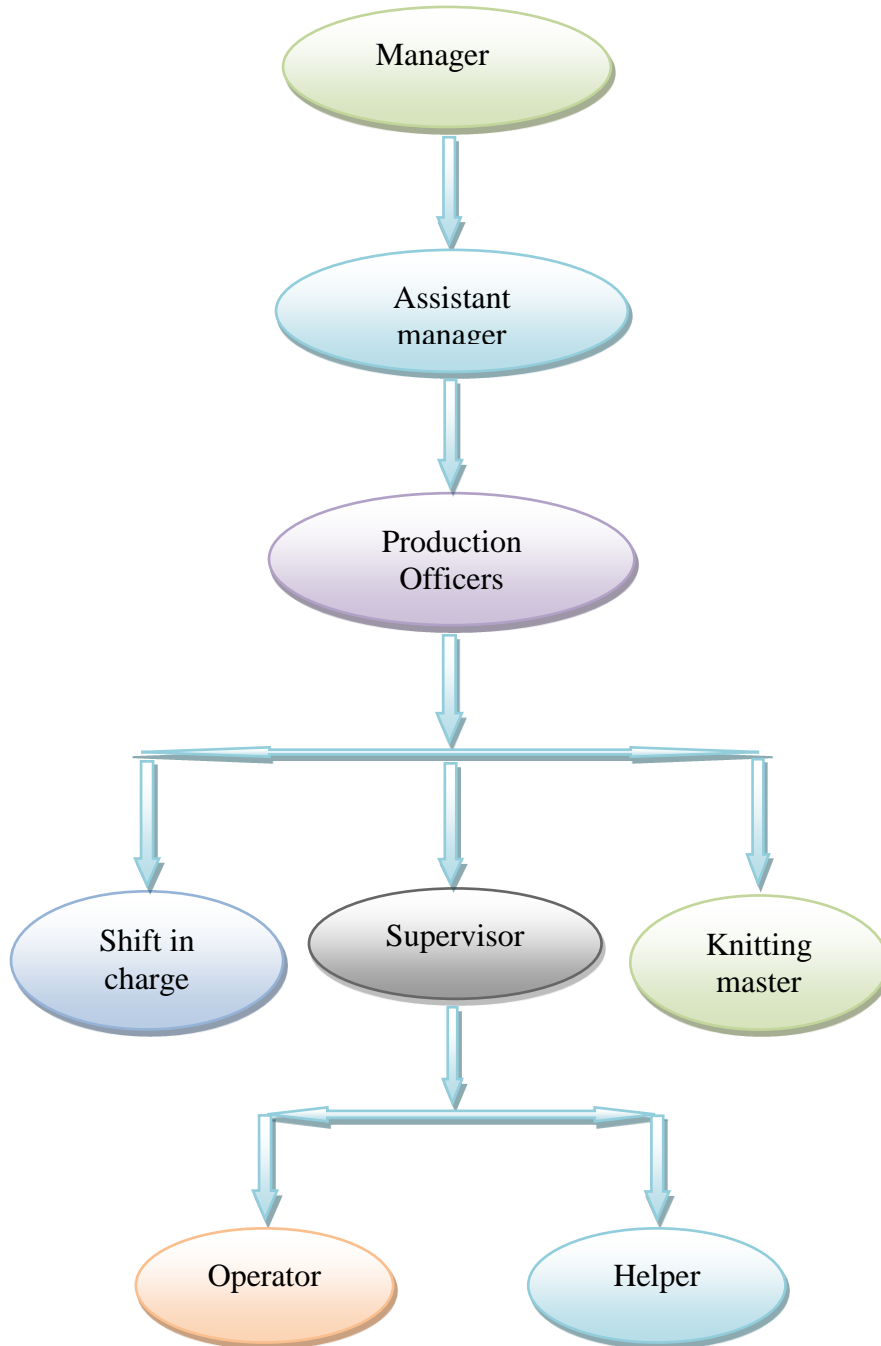 Manager
Assistant
manager
Production
Officers
Shift in
charge
Supervisor
Knitting
master
Operator
Helper